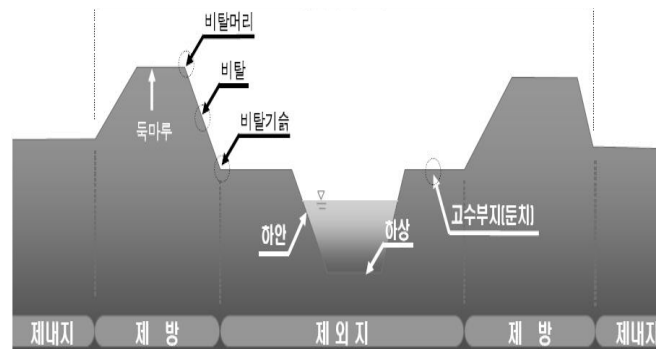 비탈머리
비탈
둑마루
비탈기슭
하안
하상
고수부지(둔치)
제내지
제 방
제 외 지
제 방
제내지